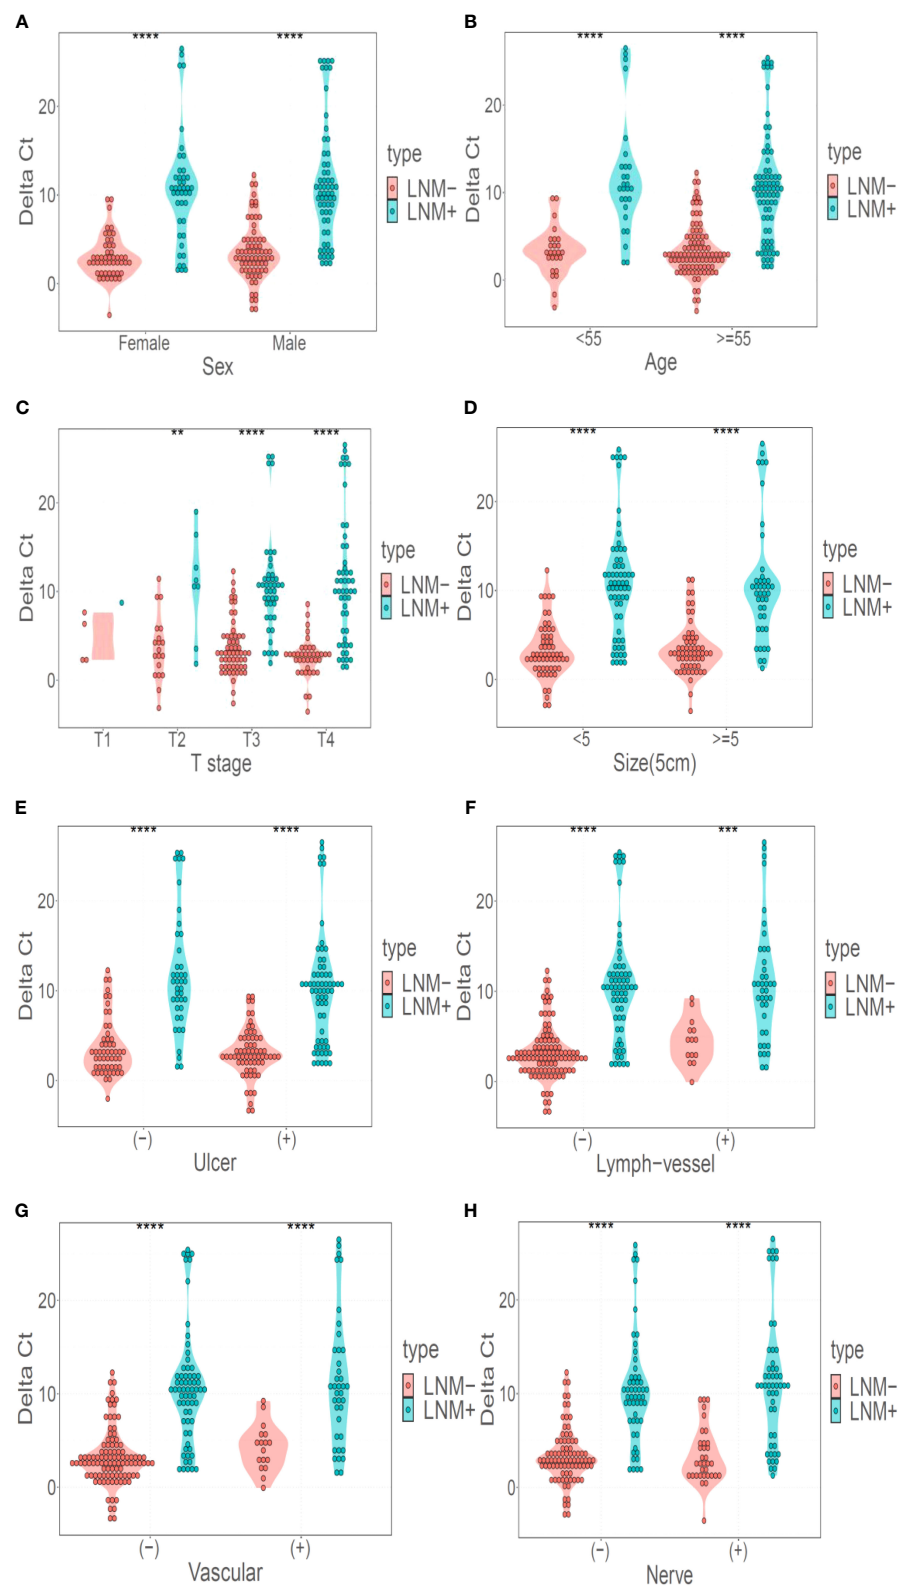 A
****
****
20
10
0
Delta Ct
Female
Male
Sex
type
LNM−
LNM+
B
****
****
20
10
0
Delta Ct
<55
>=55
Age
type
LNM−
LNM+
C
**
****
****
20
10
0
Delta Ct
T1
T2
T3
T4
T stage
type
LNM−
LNM+
D
****
****
20
10
0
Delta Ct
<5
>=5
Size(5cm)
type
LNM−
LNM+
E
****
****
20
10
0
Delta Ct
(−)
(+)
Ulcer
type
LNM−
LNM+
F
****
***
20
10
0
Delta Ct
(−)
(+)
Lymph−vessel
type
LNM−
LNM+
G
****
****
20
10
0
Delta Ct
(−)
(+)
Vascular
type
LNM−
LNM+
H
****
****
20
10
0
Delta Ct
(−)
(+)
Nerve
type
LNM−
LNM+